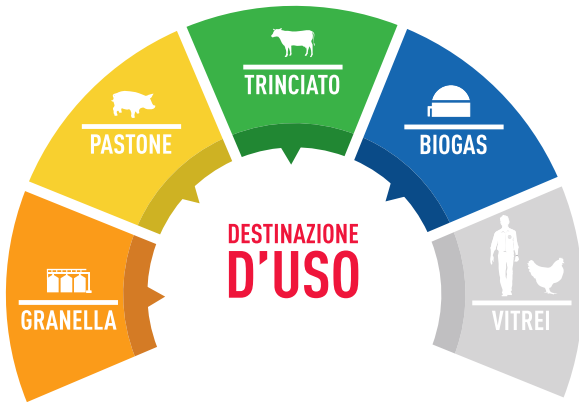 GRANELLA
PASTONE
TRINCIATO
BIOGAS
VITREI
DESTINAZIONE
D'USO